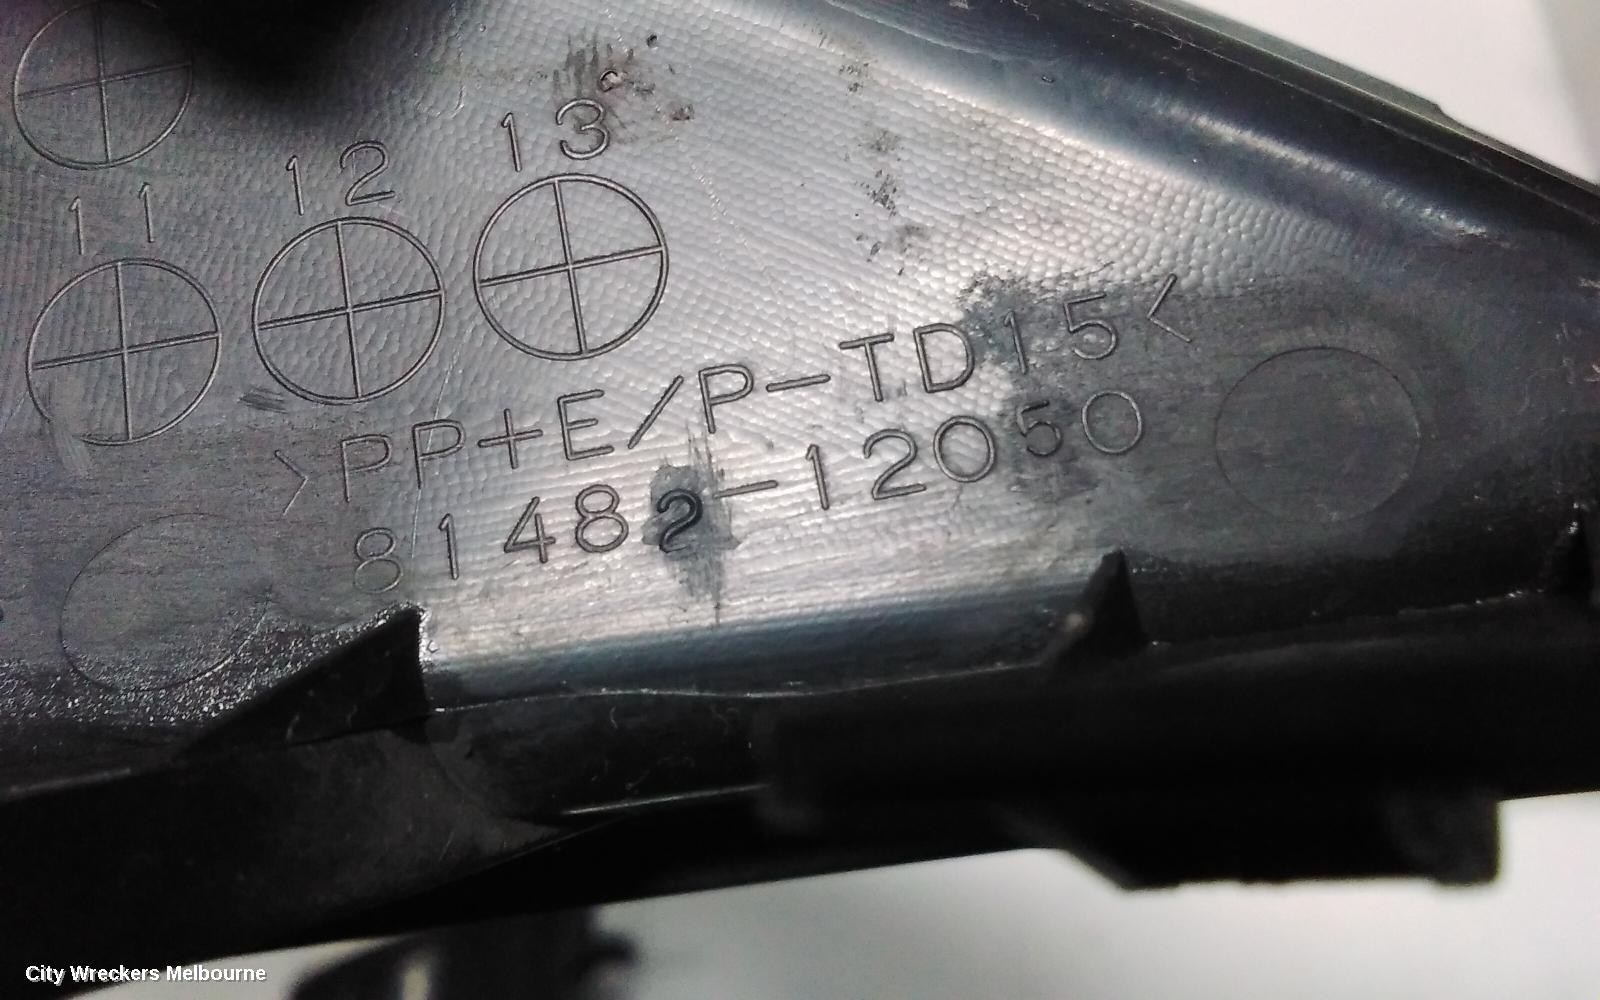 11 12 13
>PP+E/P-TD15<
81482-12050
City Wreckers Melbourne